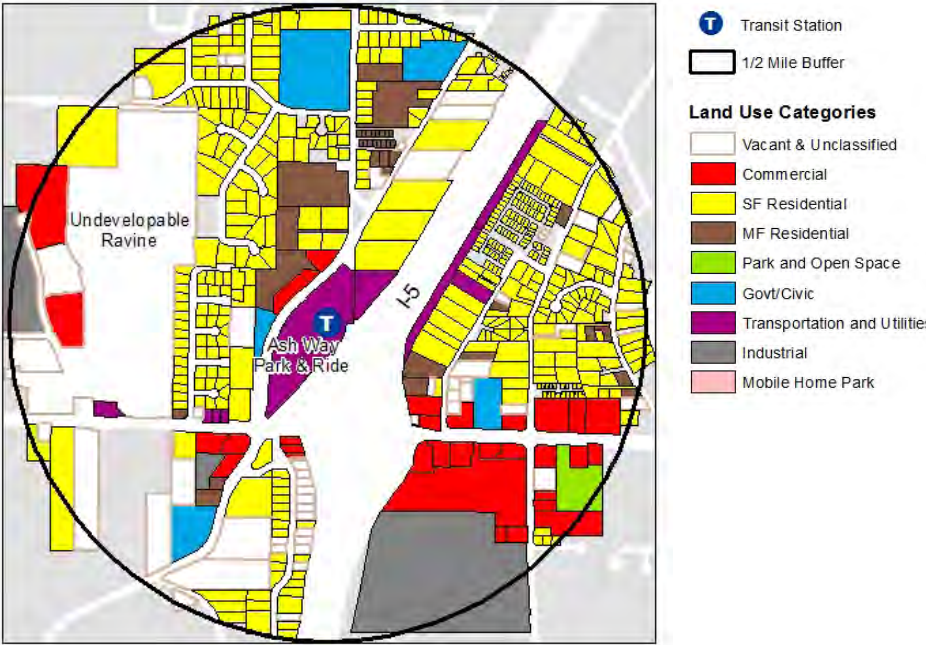 T
Transit Station
1/2 Mile Buffer
Land Use Categories
Vacant & Unclassified
Commercial
SF Residential
MF Residential
Park and Open Space
Govt/Civic
Transportation and Utilities
Industrial
Mobile Home Park
Undevelopable
Ravine
I-5
T
Ash Way
Park & Ride